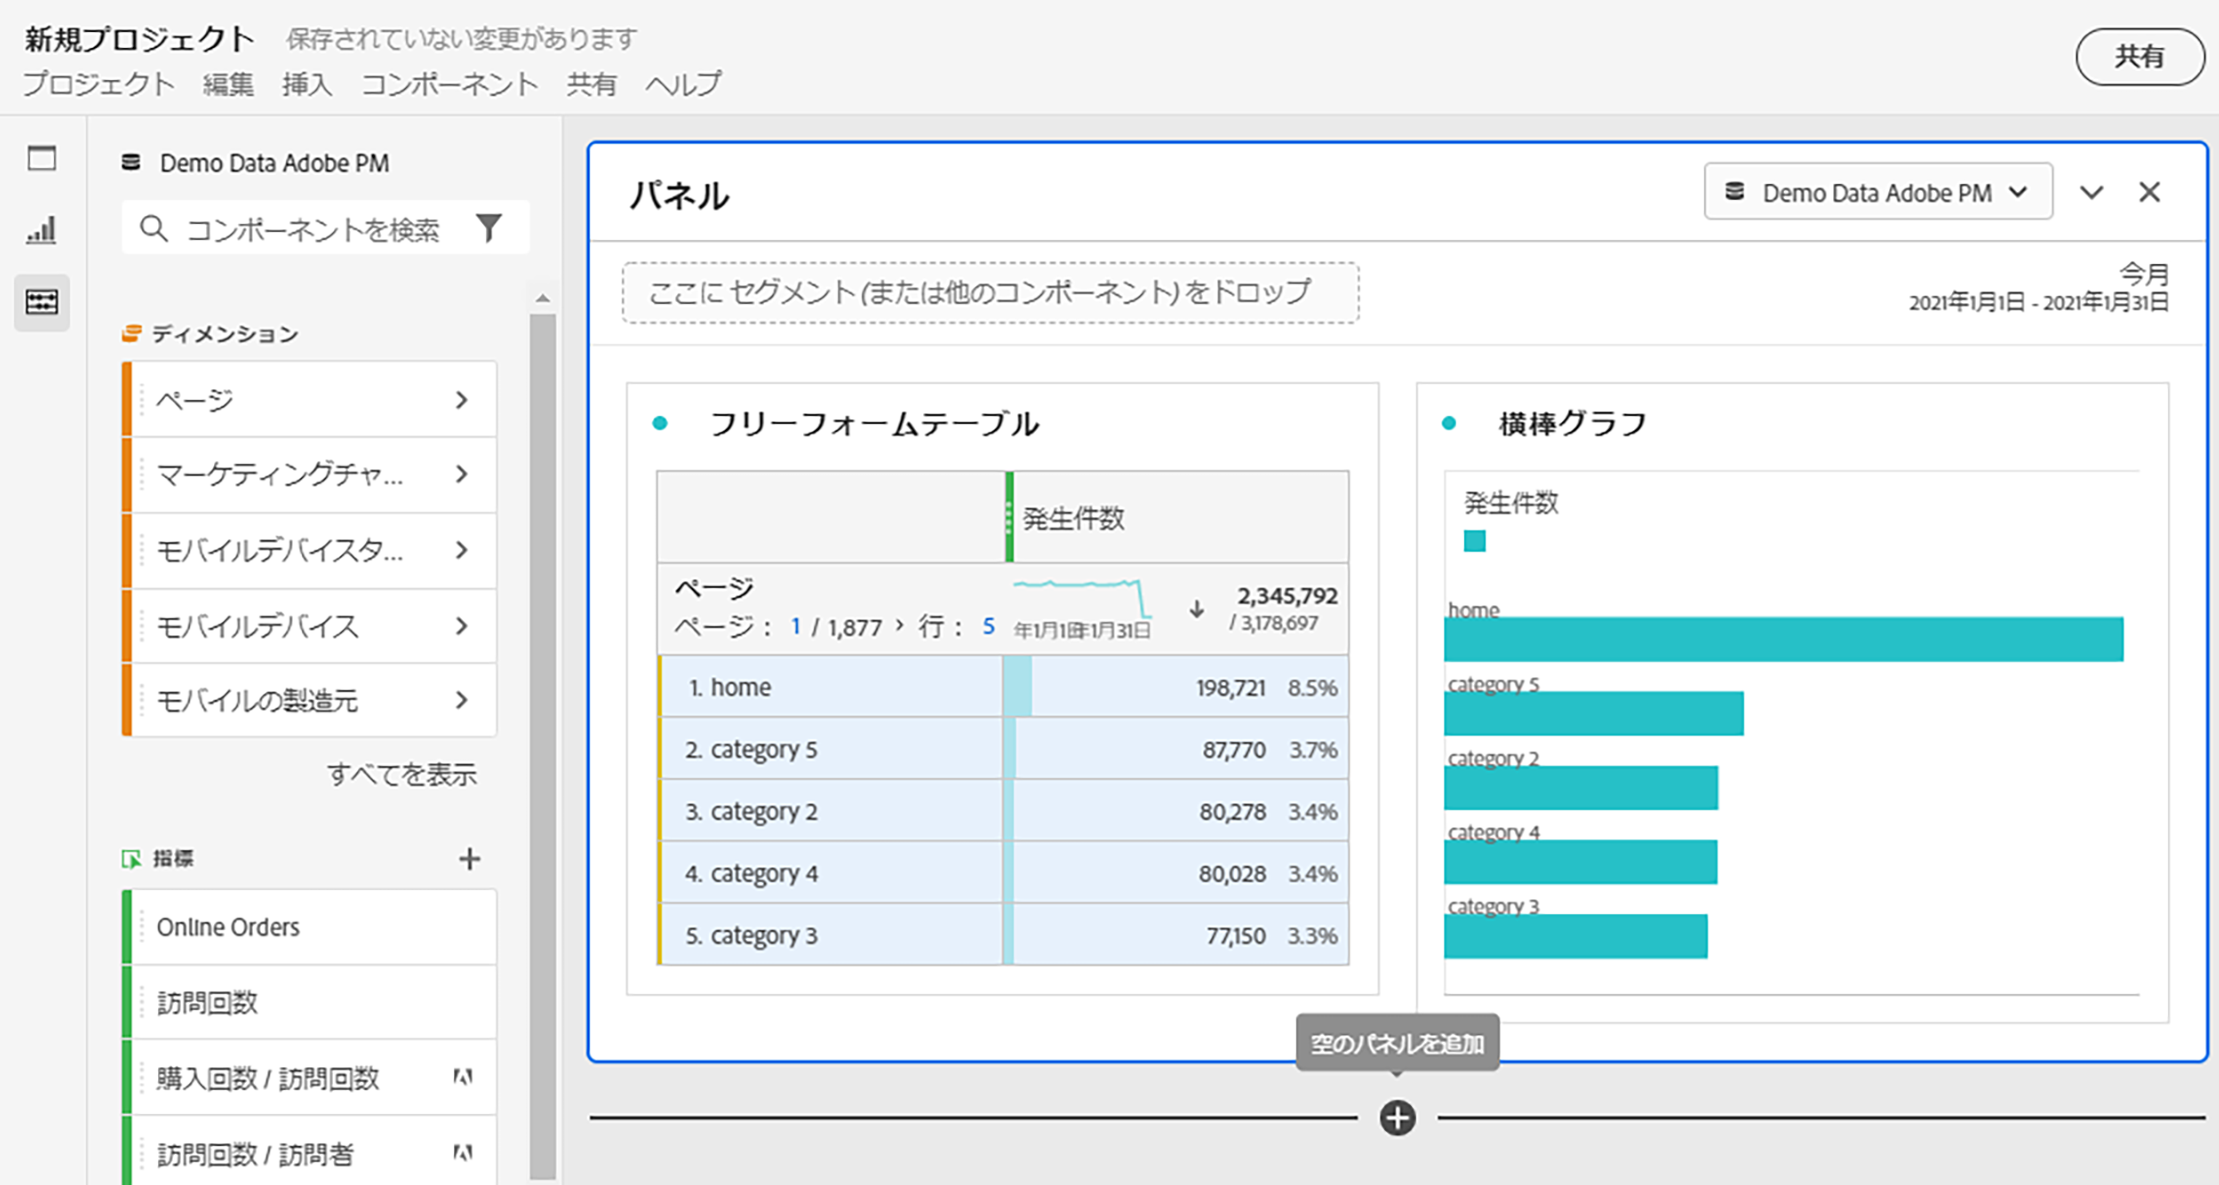 新規プロジェクト 保存されていない変更があります
プロジェクト 編集 挿入 コンポーネント 共有 ヘルプ
共有
Demo Data Adobe PM
コンポーネントを検索
ディメンション
ページ
マーケティングチャ...
モバイルデバイスタ...
モバイルデバイス
モバイルの製造元
すべてを表示
指標
Online Orders
訪問回数
購入回数 / 訪問回数
訪問回数 / 訪問者
パネル
Demo Data Adobe PM
ここに セグメント (または他のコンポーネント) をドロップ
今月
2021年1月1日 - 2021年1月31日
フリーフォームテーブル
発生件数
ページ
ページ： 1 / 1,877 > 行： 5
年1月1日
年1月31日
2,345,792
/ 3,178,697
1. home 198,721 8.5%
2. category 5 87,770 3.7%
3. category 2 80,278 3.4%
4. category 4 80,028 3.4%
5. category 3 77,150 3.3%
横棒グラフ
発生件数
home
category 5
category 2
category 4
category 3
空のパネルを追加